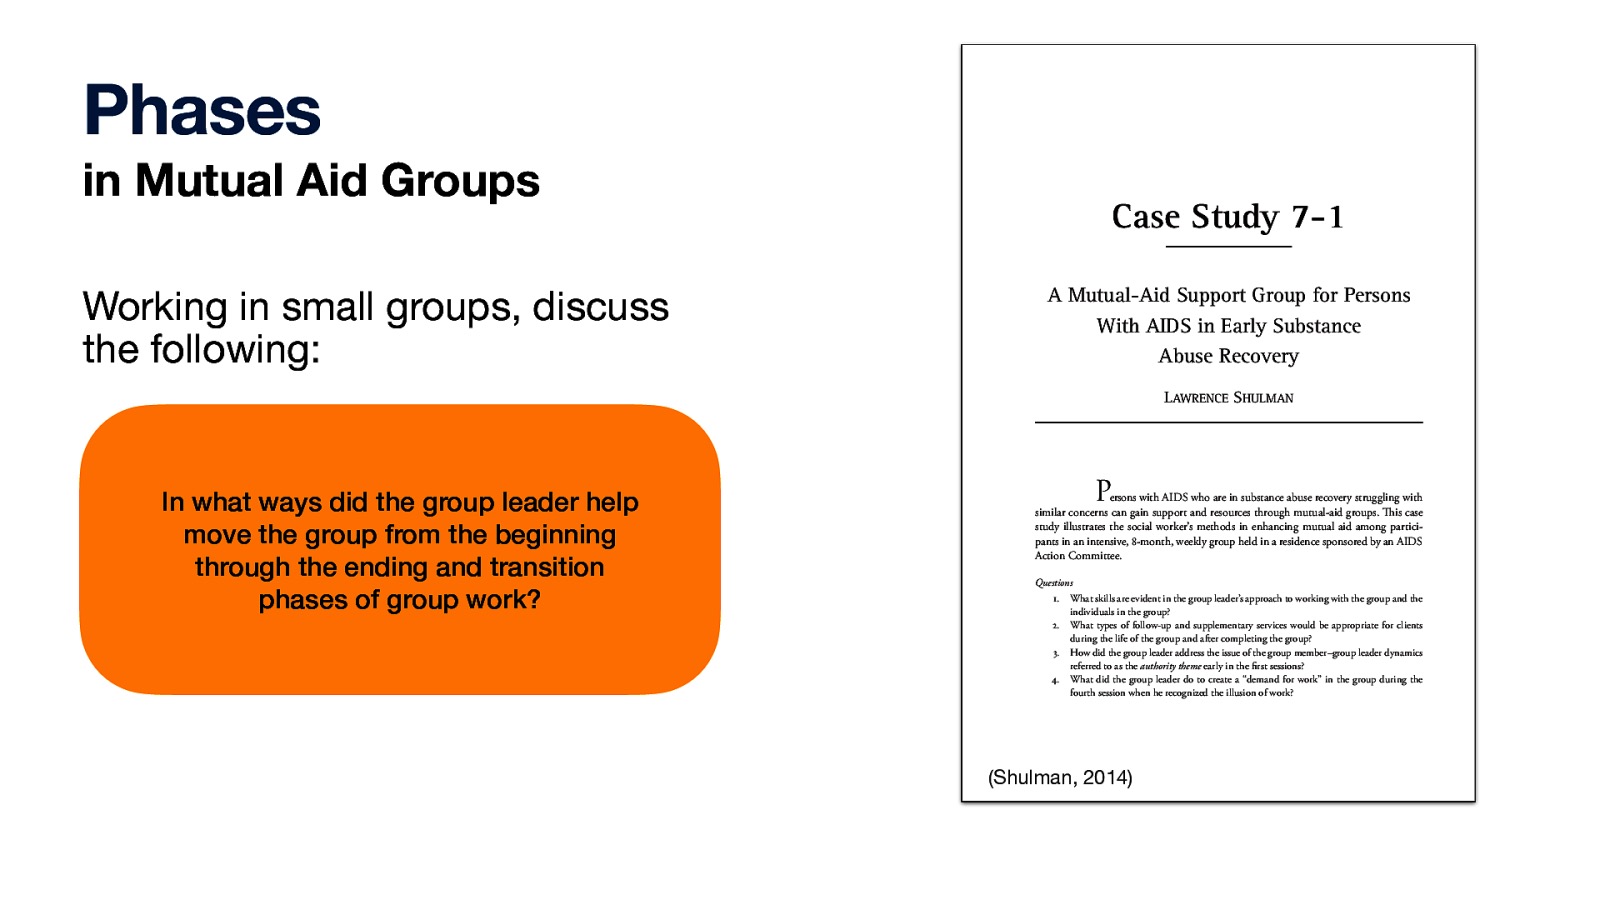 Phases
in Mutual Aid Groups
Working in small groups, discuss
the following:
In what ways did the group leader help
move the group from the beginning
through the ending and transition
phases of group work?
Case Study 7-1
A Mutual-Aid Support Group for Persons
With AIDS in Early Substance
Abuse Recovery
Lawrence Shulman
Persons with AIDS who are in substance abuse recovery struggling with
similar concerns can gain support and resources through mutual-aid groups. This case
study illustrates the social worker's methods in enhancing mutual aid among partici-
pants in an intensive, 8-month, weekly group held in a residence sponsored by an AIDS
Action Committee.
Questions
1. What skills are evident in the group leader's approach to working with the group and the
individuals in the group?
2. What types of follow-up and supplementary services would be appropriate for clients
during the life of the group and after completing the group?
3. How did the group leader address the issue of the group member–group leader dynamics
referred to as the authority theme early in the first sessions?
4. What did the group leader do to create a "demand for work" in the group during the
fourth session when he recognized the illusion of work?
(Shulman, 2014)